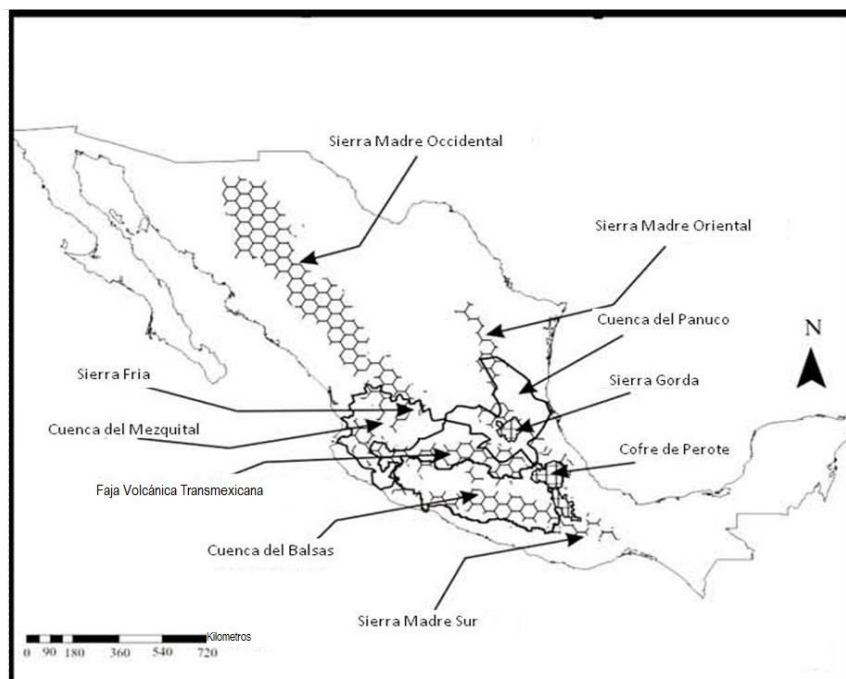 Sierra Madre Occidental
Sierra Madre Oriental
Cuenca del Panuco
N
Sierra Fria
Sierra Gorda
Cuenca del Mezquital
Cofre de Perote
Faja Volcánica Transmexicana
Cuenca del Balsas
Sierra Madre Sur
Kilometros
0 90 180 360 540 720